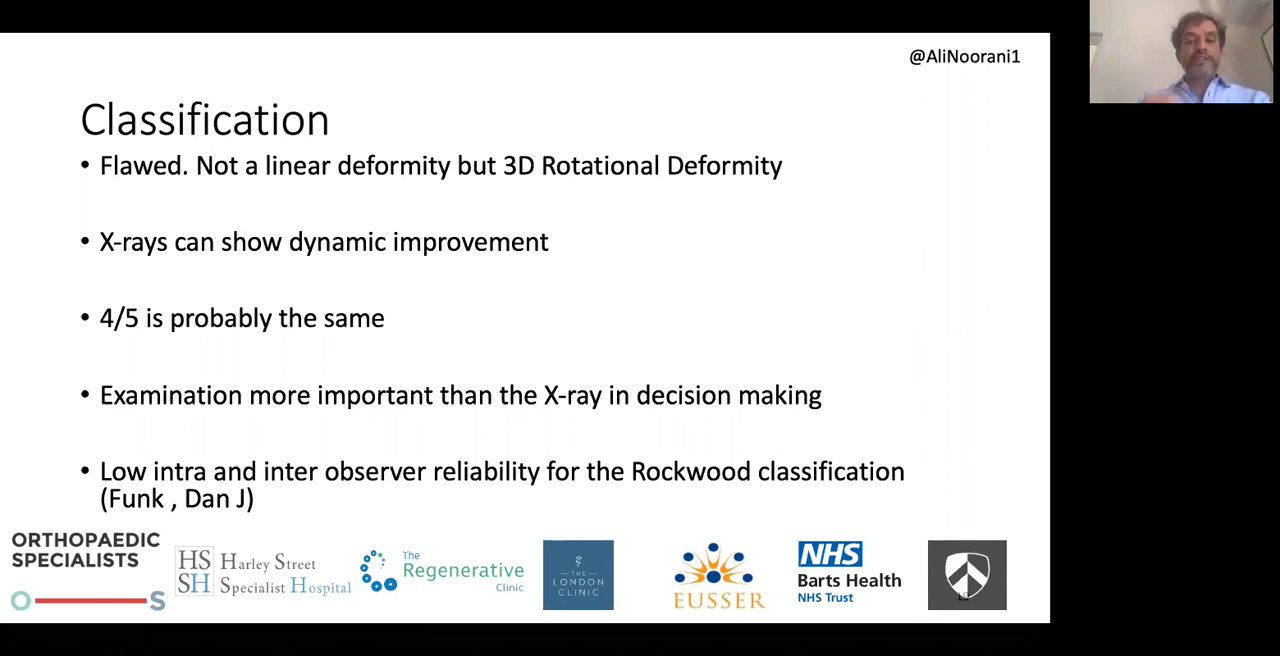 @AliNoorani1
Classification
• Flawed. Not a linear deformity but 3D Rotational Deformity
• X-rays can show dynamic improvement
• 4/5 is probably the same
• Examination more important than the X-ray in decision making
• Low intra and inter observer reliability for the Rockwood classification
(Funk , Dan J)
ORTHOPAEDIC
SPECIALISTS
O S
HS
SH
Harley Street
Specialist Hospital
The
Regenerative
Clinic
THE
LONDON
CLINIC
EUSSER
NHS
Barts Health
NHS Trust